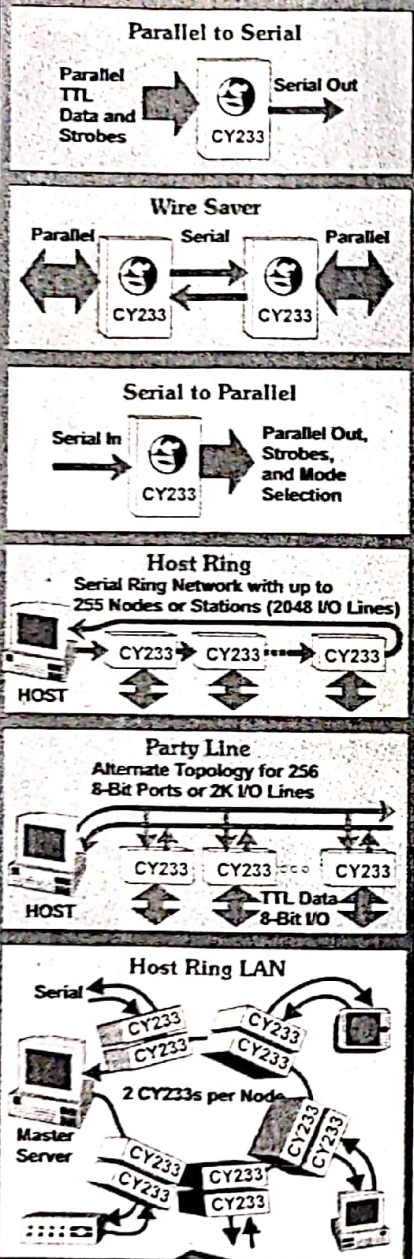 Parallel to Serial
Parallel
TTL
Data and
Strobes
Serial Out
CY233
Wire Saver
Parallel
Serial
Parallel
CY233
CY233
Serial to Parallel
Serial In
CY233
Parallel Out,
Strobes,
and Mode
Selection
Host Ring
Serial Ring Network with up to
255 Nodes or Stations (2048 I/O Lines)
CY233
CY233
CY233
HOST
Party Line
Alternate Topology for 256
8-Bit Ports or 2K I/O Lines
CY233
CY233
CY233
HOST
TTL Data
8-Bit I/O
Host Ring LAN
Serial
CY233
CY233
CY233
CY233
2 CY233s per Node
Master
Server
CY233
CY233
CY233
CY233
CY233
CY233